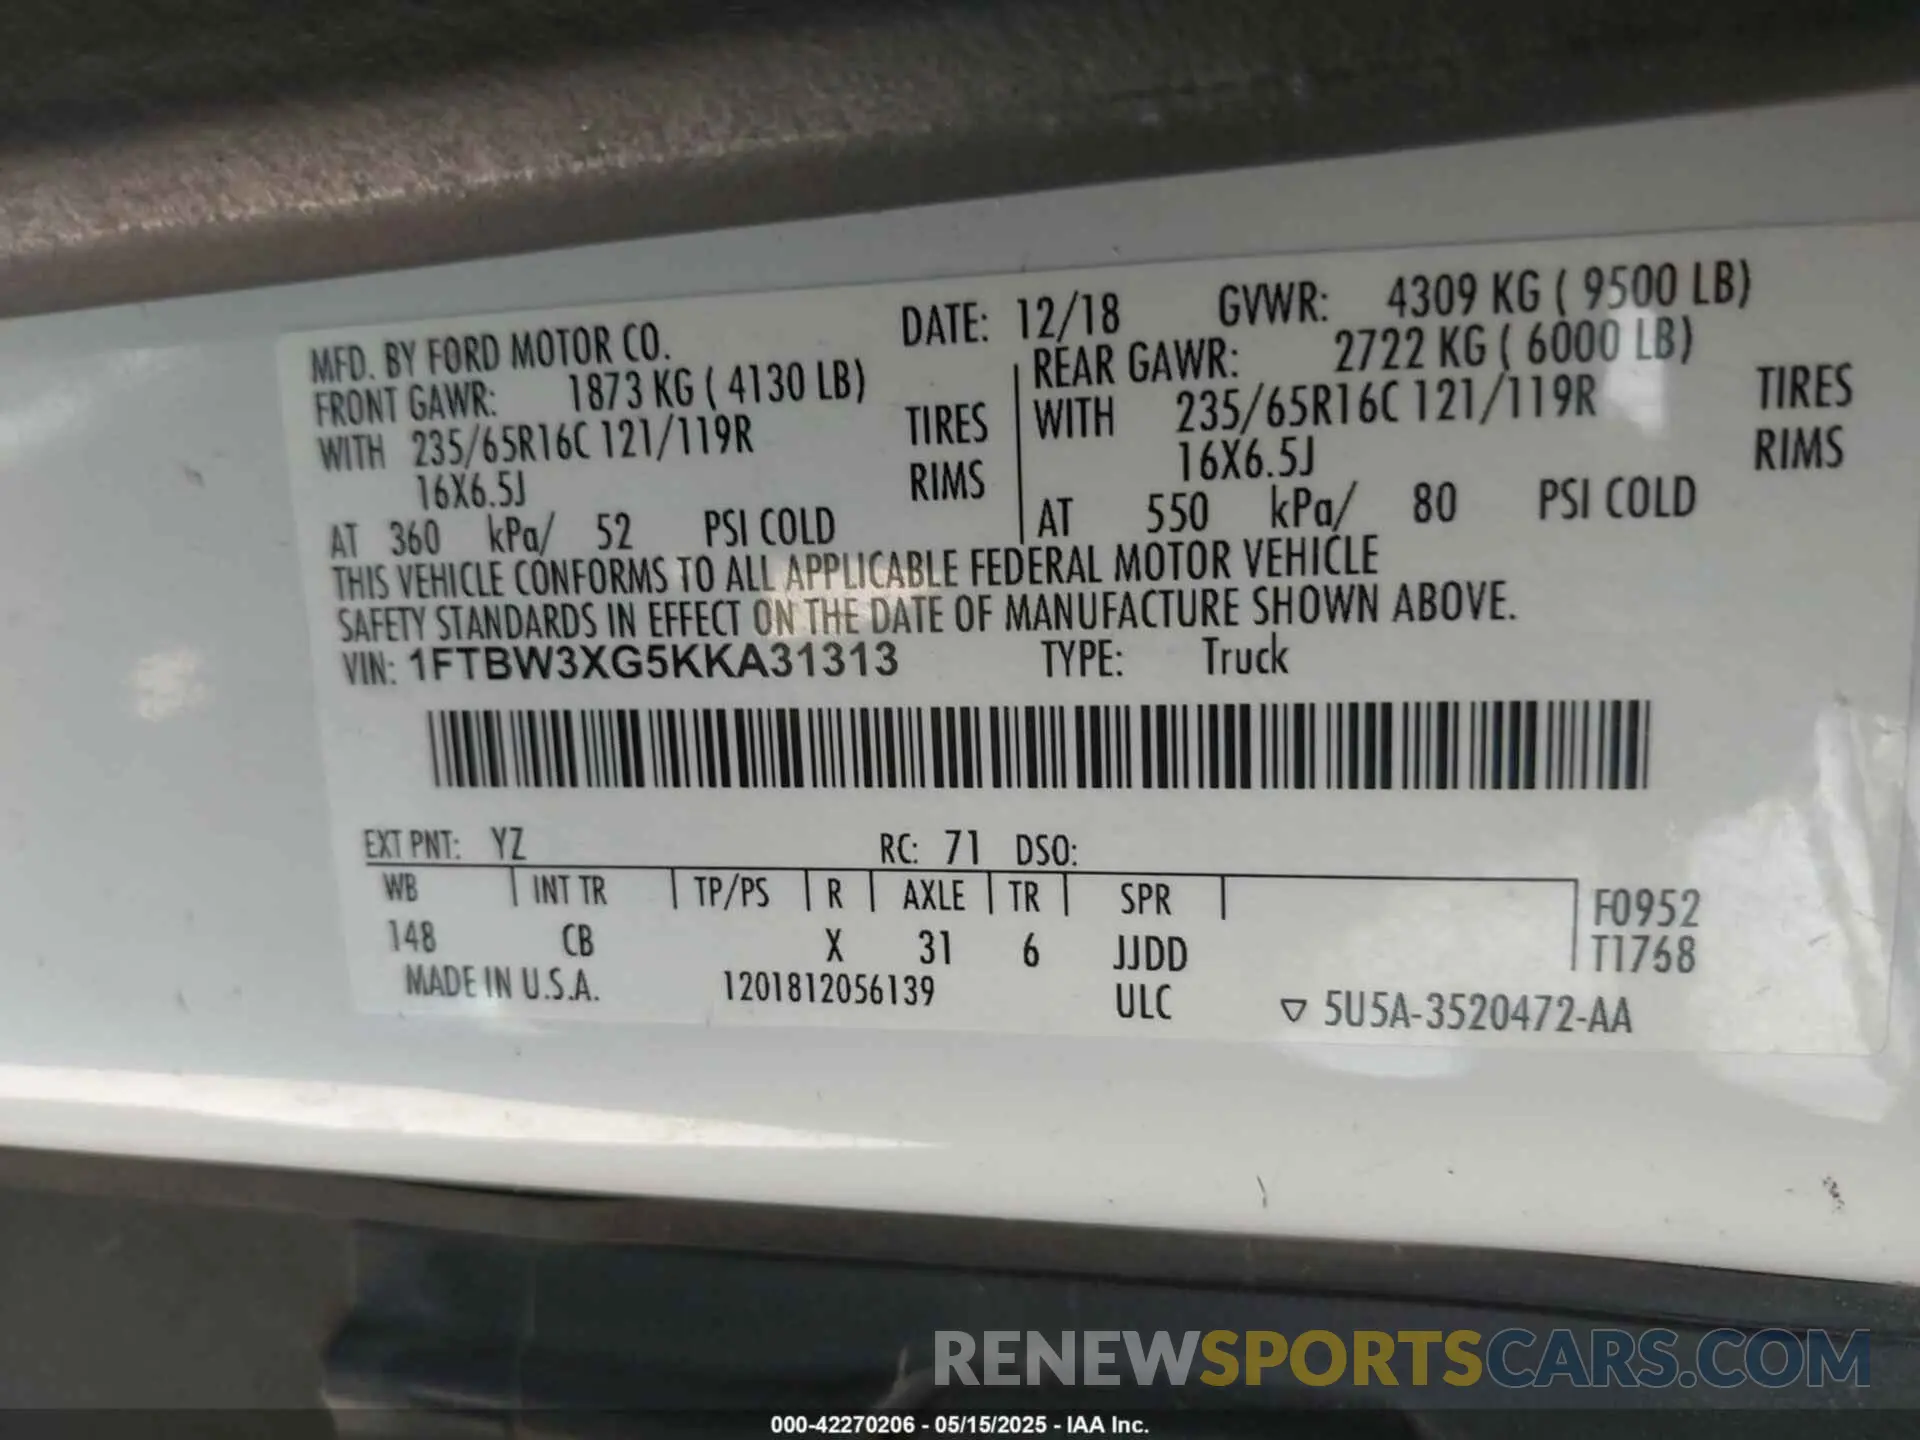 MFD. BY FORD MOTOR CO. DATE: 12/18 GVWR: 4309 KG ( 9500 LB)
FRONT GAWR: 1873 KG ( 4130 LB) REAR GAWR: 2722 KG ( 6000 LB)
WITH 235/65R16C 121/119R TIRES WITH 235/65R16C 121/119R TIRES
16X6.5J RIMS 16X6.5J RIMS
AT 360 kPa/ 52 PSI COLD AT 550 kPa/ 80 PSI COLD
THIS VEHICLE CONFORMS TO ALL APPLICABLE FEDERAL MOTOR VEHICLE
SAFETY STANDARDS IN EFFECT ON THE DATE OF MANUFACTURE SHOWN ABOVE.
VIN: 1FTBW3XG5KKA31313 TYPE: Truck
EXT PNT: YZ RC: 71 DSO:
WB INT TR TP/PS R AXLE TR SPR F0952
148 CB X 31 6 JJDD T1768
MADE IN U.S.A. 1201812056139 ULC ▽ 5U5A-3520472-AA
RENEWSPORTSCARS.COM
000-42270206 - 05/15/2025 - IAA Inc.